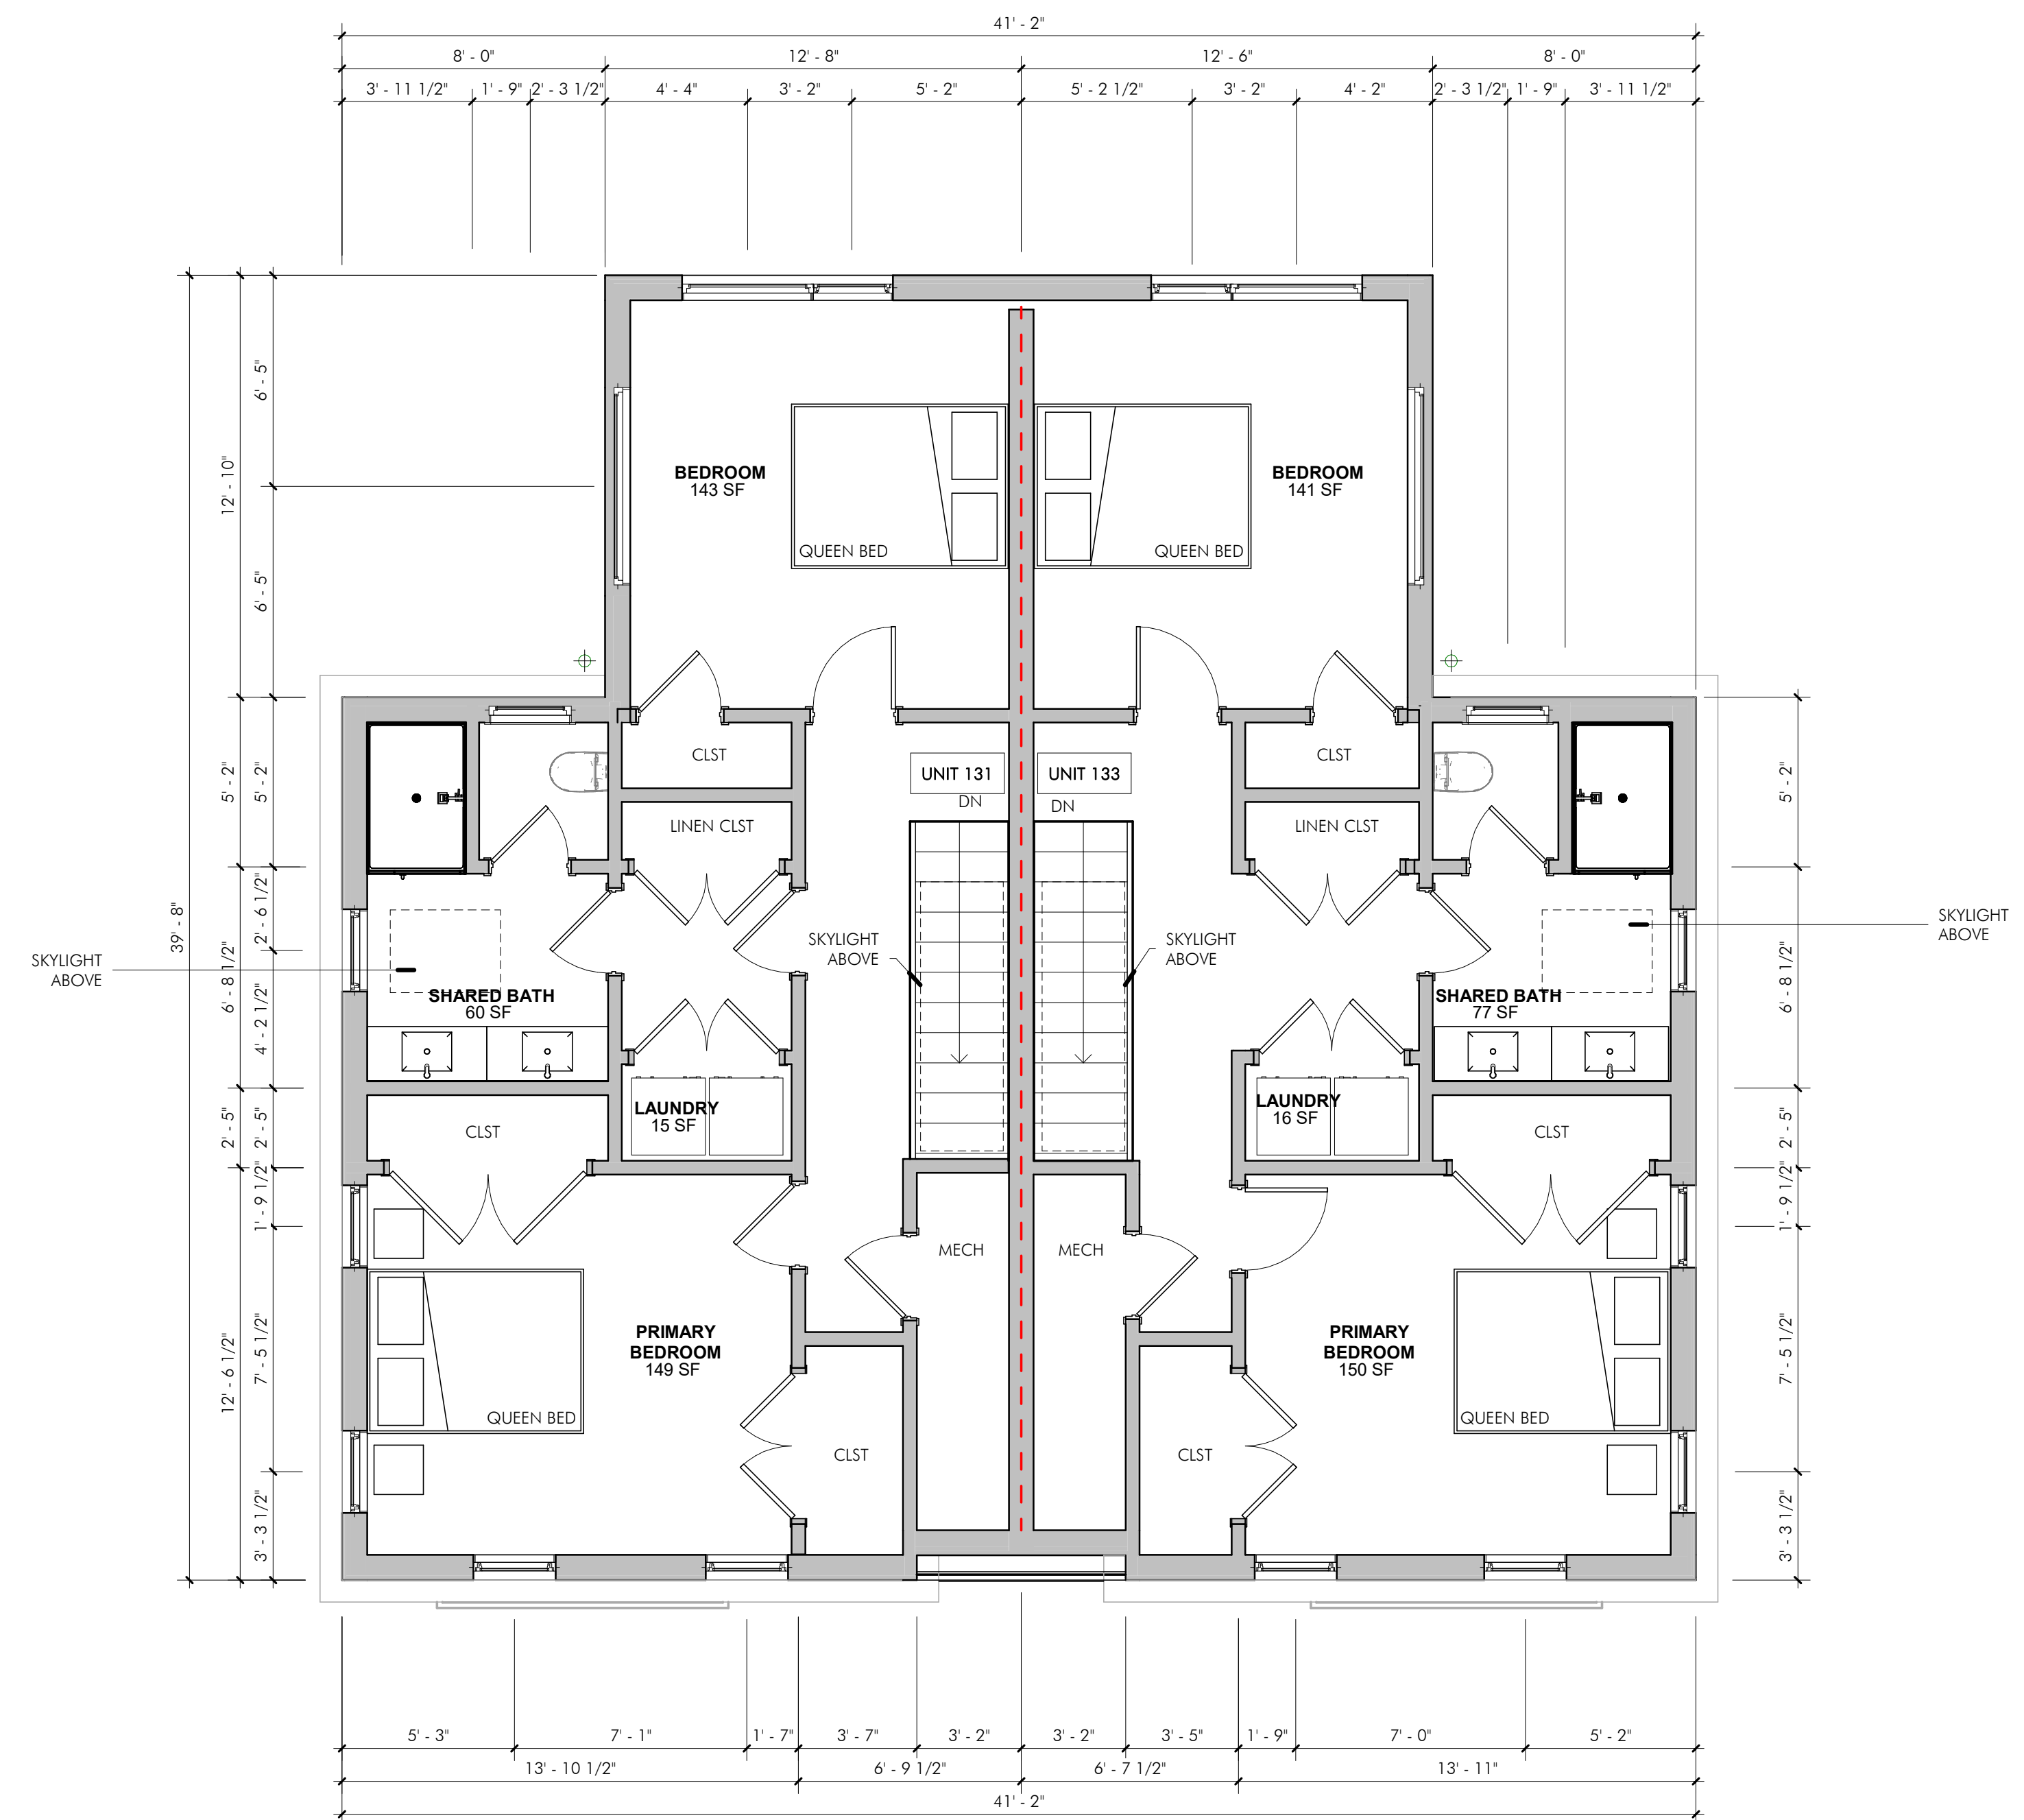 41' - 2"
8' - 0" 12' - 8" 12' - 6" 8' - 0"
3' - 11 1/2" 1' - 9" 2' - 3 1/2" 4' - 4" 3' - 2" 5' - 2" 5' - 2 1/2" 3' - 2" 4' - 2" 2' - 3 1/2" 1' - 9" 3' - 11 1/2"
39' - 8"
12' - 10"
5' - 2"
6' - 8 1/2"
2' - 5"
12' - 6 1/2"
6' - 5"
6' - 5"
5' - 2"
2' - 6 1/2"
4' - 2 1/2"
2' - 5"
1' - 9 1/2"
7' - 5 1/2"
3' - 3 1/2"
BEDROOM
143 SF
QUEEN BED
BEDROOM
141 SF
QUEEN BED
CLST
UNIT 131
DN
UNIT 133
DN
CLST
LINEN CLST
LINEN CLST
SKYLIGHT
ABOVE
SKYLIGHT
ABOVE
SKYLIGHT
ABOVE
SKYLIGHT
ABOVE
SHARED BATH
60 SF
SHARED BATH
77 SF
LAUNDRY
15 SF
LAUNDRY
16 SF
CLST
CLST
MECH
MECH
PRIMARY
BEDROOM
149 SF
QUEEN BED
PRIMARY
BEDROOM
150 SF
QUEEN BED
CLST
CLST
5' - 2"
6' - 8 1/2"
2' - 5"
1' - 9 1/2"
7' - 5 1/2"
3' - 3 1/2"
5' - 3" 7' - 1" 1' - 7" 3' - 7" 3' - 2" 3' - 2" 3' - 5" 1' - 9" 7' - 0" 5' - 2"
13' - 10 1/2" 6' - 9 1/2" 6' - 7 1/2" 13' - 11"
41' - 2"